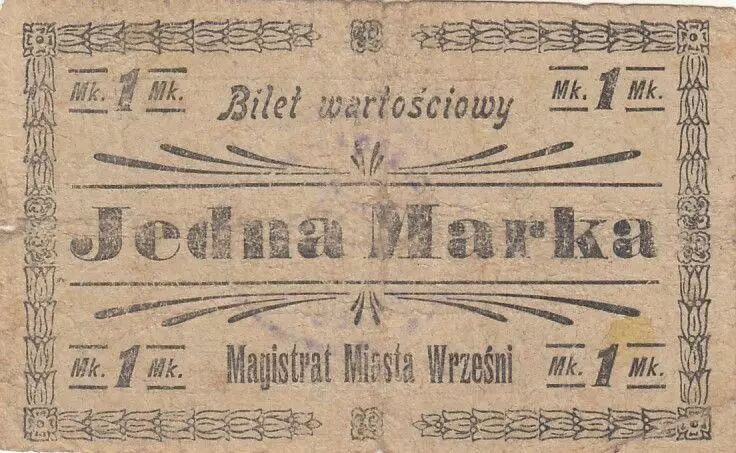 Mk. 1 Mk.
Bilet wartościowy
Mk. 1 Mk.
Jedna Marka
Mk. 1 Mk.
Magistrat Miasta Wrześni
Mk. 1 Mk.